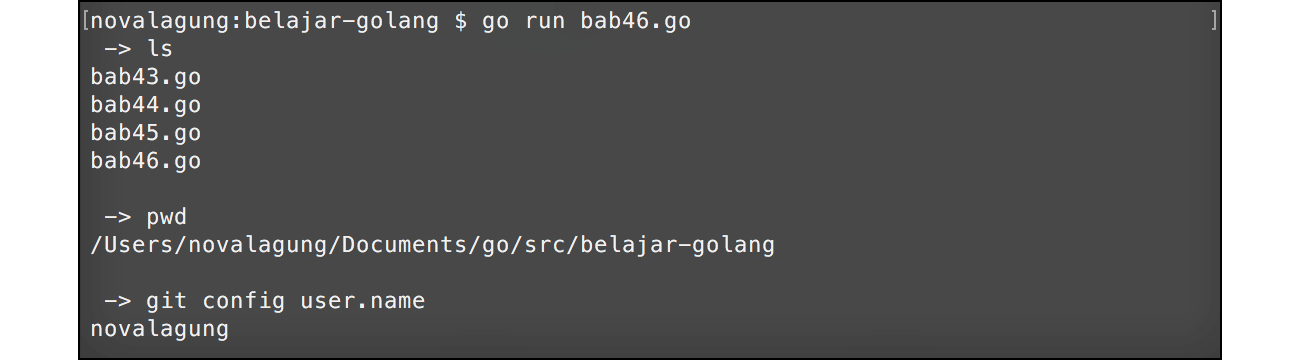 [novalagung:belajar-golang $ go run bab46.go ]
-> ls
bab43.go
bab44.go
bab45.go
bab46.go
-> pwd
/Users/novalagung/Documents/go/src/belajar-golang
-> git config user.name
novalagung